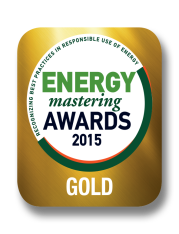 RECOGNIZING BEST PRACTICES IN RESPONSIBLE USE OF ENERGY
ENERGY
mastering
AWARDS
2015
GOLD